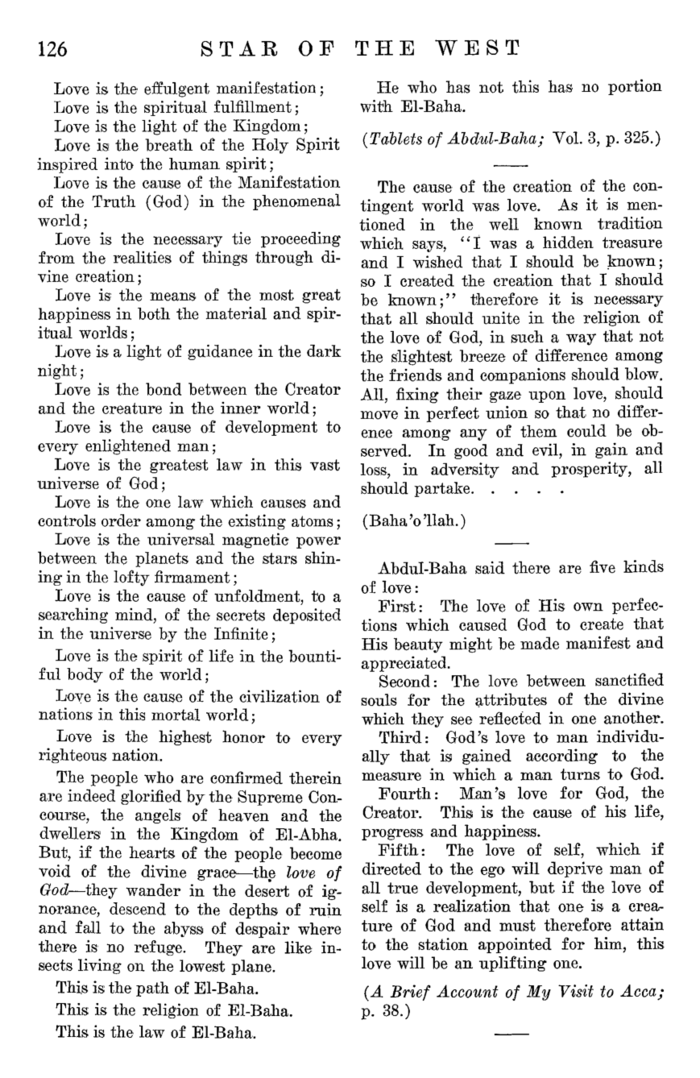 126 STAR OF THE WEST
Love is the effulgent manifestation;
Love is the spiritual fulfillment;
Love is the light of the Kingdom;
Love is the breath of the Holy Spirit
inspired into the human spirit;
Love is the cause of the Manifestation
of the Truth (God) in the phenomenal
world;
Love is the necessary tie proceeding
from the realities of things through di-
vine creation;
Love is the means of the most great
happiness in both the material and spir-
itual worlds;
Love is a light of guidance in the dark
night;
Love is the bond between the Creator
and the creature in the inner world;
Love is the cause of development to
every enlightened man;
Love is the greatest law in this vast
universe of God;
Love is the one law which causes and
controls order among the existing atoms;
Love is the universal magnetic power
between the planets and the stars shin-
ing in the lofty firmament;
Love is the cause of unfoldment, to a
searching mind, of the secrets deposited
in the universe by the Infinite;
Love is the spirit of life in the bounti-
ful body of the world;
Love is the cause of the civilization of
nations in this mortal world;
Love is the highest honor to every
righteous nation.
The people who are confirmed therein
are indeed glorified by the Supreme Con-
course, the angels of heaven and the
dwellers in the Kingdom of El-Abha.
But, if the hearts of the people become
void of the divine grace—the love of
God—they wander in the desert of ig-
norance, descend to the depths of ruin
and fall to the abyss of despair where
there is no refuge. They are like in-
sects living on the lowest plane.
This is the path of El-Baha.
This is the religion of El-Baha.
This is the law of El-Baha.
He who has not this has no portion
with El-Baha.
(Tablets of Abdul-Baha; Vol. 3, p. 325.)
The cause of the creation of the con-
tingent world was love. As it is men-
tioned in the well known tradition
which says, "I was a hidden treasure
and I wished that I should be known;
so I created the creation that I should
be known;" therefore it is necessary
that all should unite in the religion of
the love of God, in such a way that not
the slightest breeze of difference among
the friends and companions should blow.
All, fixing their gaze upon love, should
move in perfect union so that no differ-
ence among any of them could be ob-
served. In good and evil, in gain and
loss, in adversity and prosperity, all
should partake. . . . .
(Baha'o'llah.)
Abdul-Baha said there are five kinds
of love:
First: The love of His own perfec-
tions which caused God to create that
His beauty might be made manifest and
appreciated.
Second: The love between sanctified
souls for the attributes of the divine
which they see reflected in one another.
Third: God's love to man individu-
ally that is gained according to the
measure in which a man turns to God.
Fourth: Man's love for God, the
Creator. This is the cause of his life,
progress and happiness.
Fifth: The love of self, which if
directed to the ego will deprive man of
all true development, but if the love of
self is a realization that one is a crea-
ture of God and must therefore attain
to the station appointed for him, this
love will be an uplifting one.
(A Brief Account of My Visit to Acca;
p. 38.)